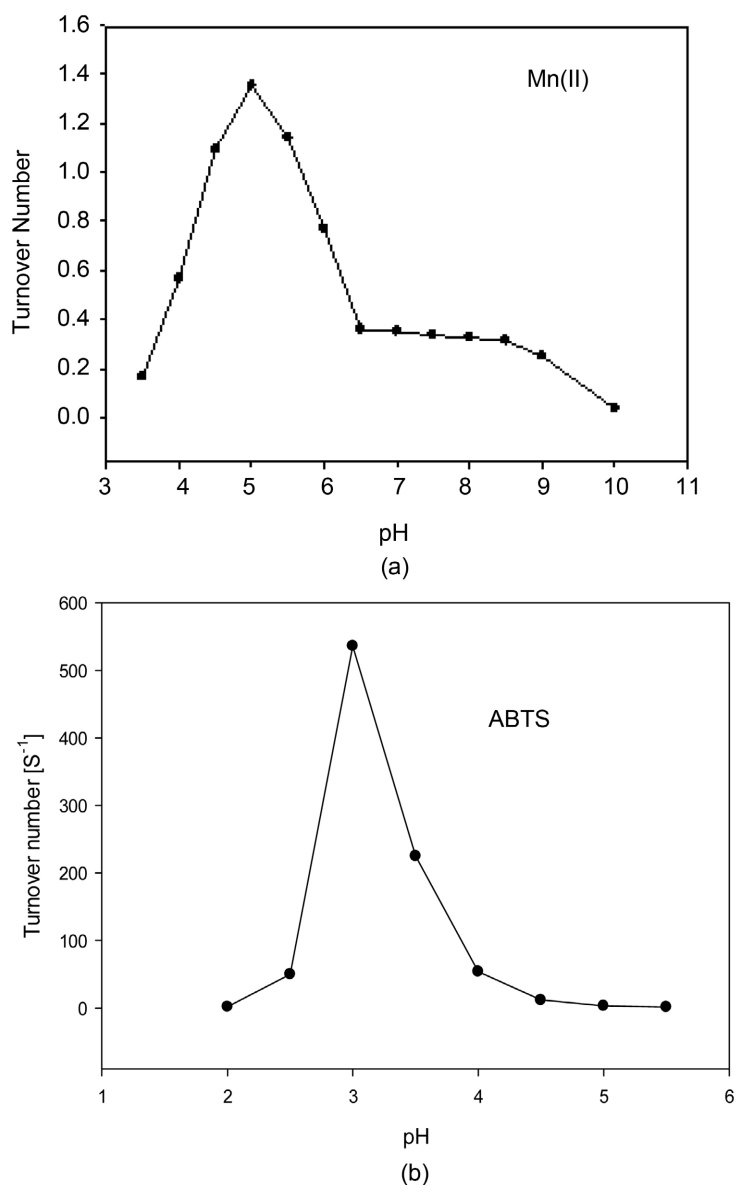 1.6
1.4
1.2
1.0
0.8
0.6
0.4
0.2
0.0
Turnover Number
Mn(II)
3 4 5 6 7 8 9 10 11
pH
(a)
600
500
400
300
200
100
0
Turnover number [S⁻¹]
ABTS
1 2 3 4 5 6
pH
(b)